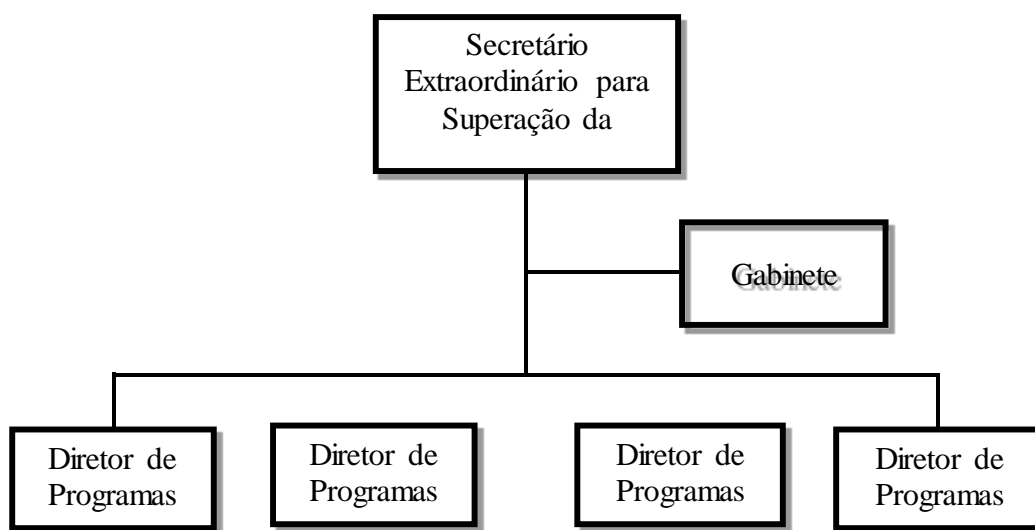 Secretário
Extraordinário para
Superação da
Gabinete
Diretor de
Programas
Diretor de
Programas
Diretor de
Programas
Diretor de
Programas